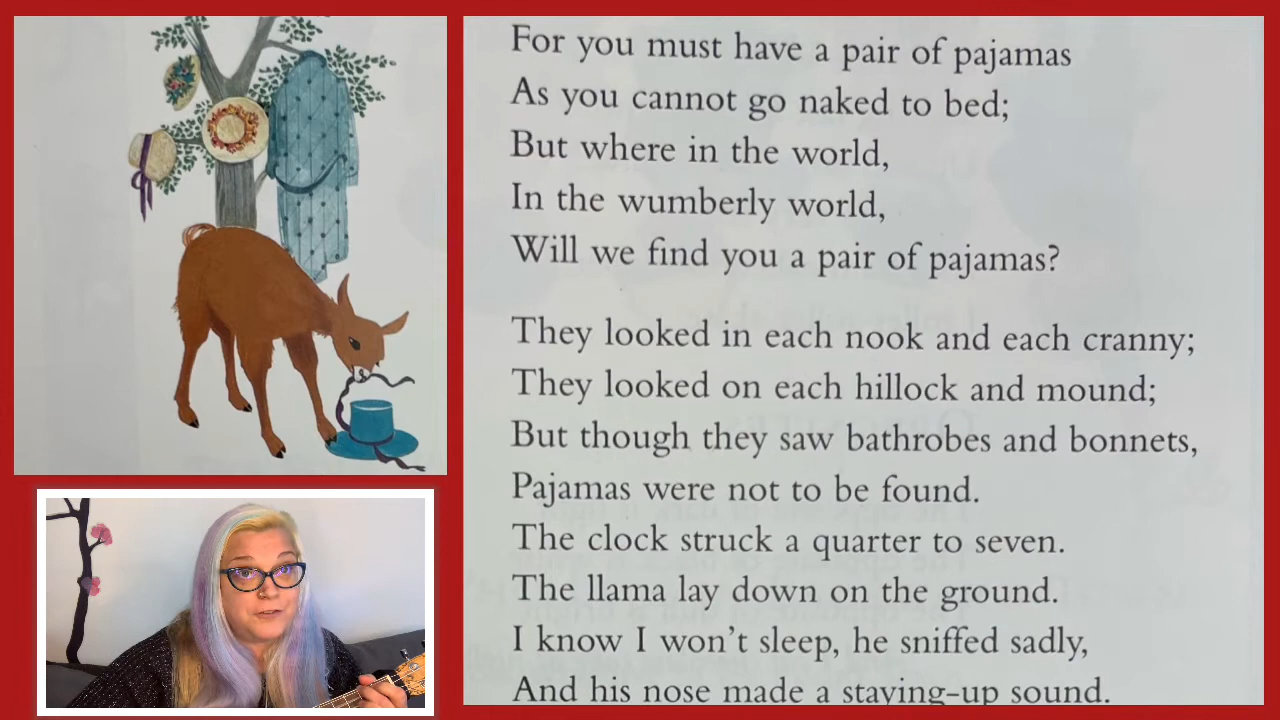 For you must have a pair of pajamas
As you cannot go naked to bed;
But where in the world,
In the wumberly world,
Will we find you a pair of pajamas?
They looked in each nook and each cranny;
They looked on each hillock and mound;
But though they saw bathrobes and bonnets,
Pajamas were not to be found.
The clock struck a quarter to seven.
The llama lay down on the ground.
I know I won't sleep, he sniffed sadly,
And his nose made a staying-up sound.